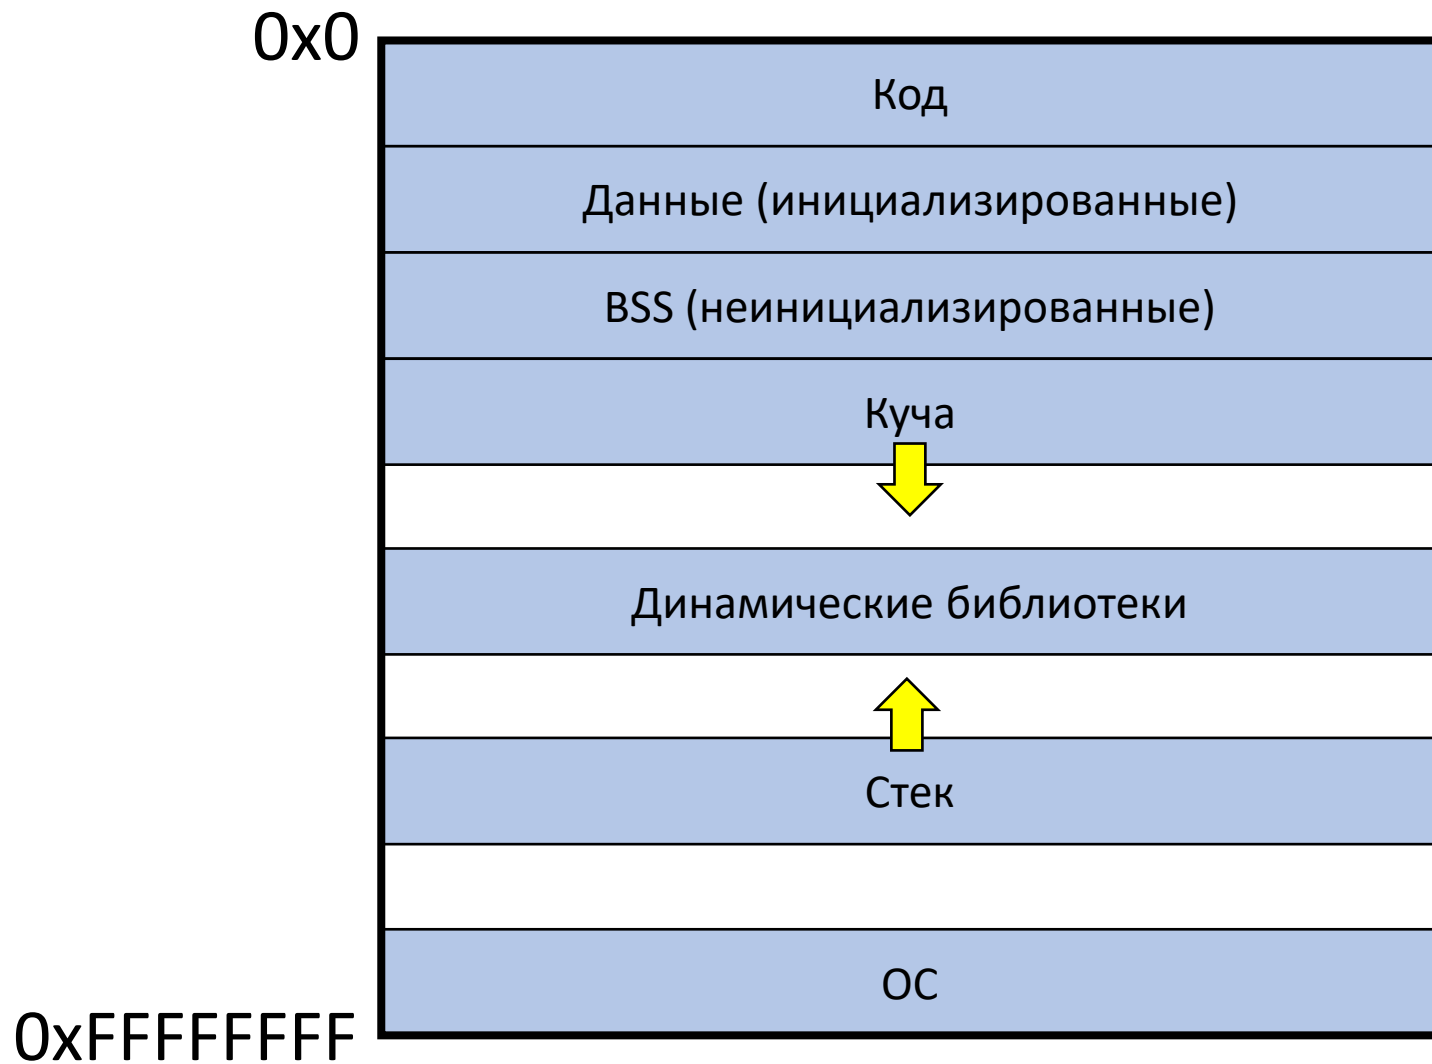 0x0
Код
Данные (инициализированные)
BSS (неинициализированные)
Куча
Динамические библиотеки
Стек
ОС
0xFFFFFFFF